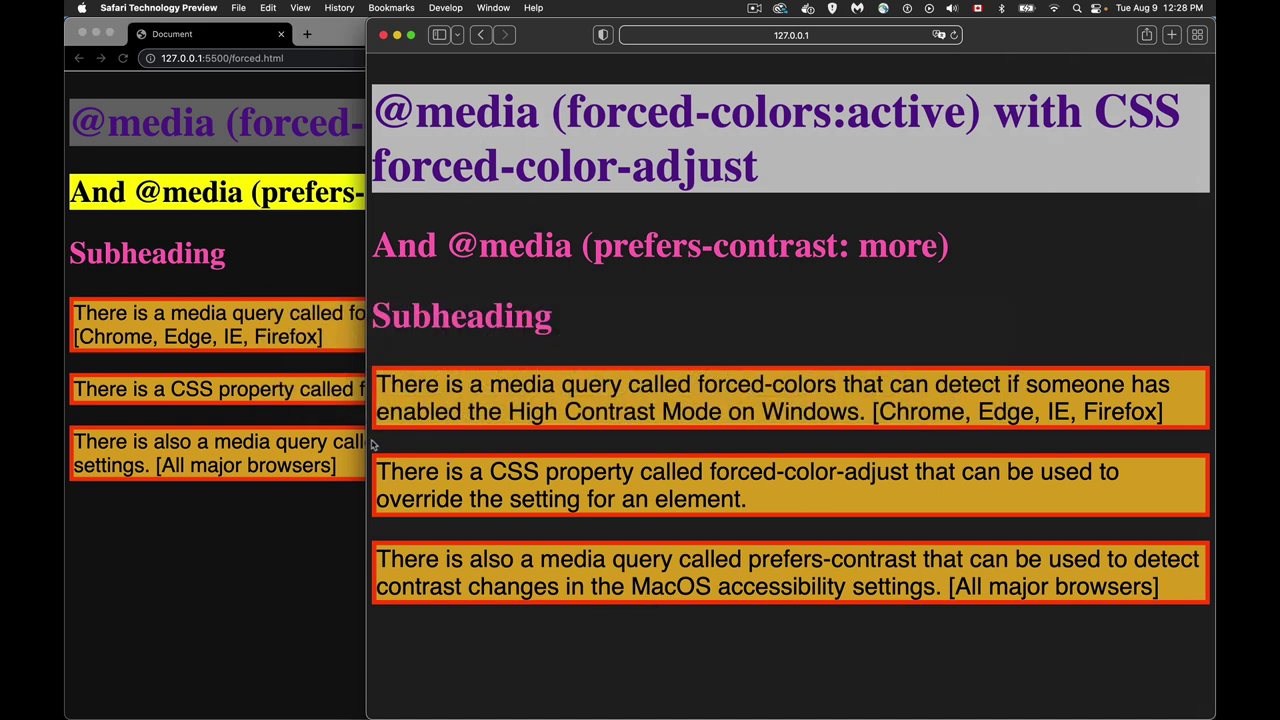 Safari Technology Preview File Edit View History Bookmarks Develop Window Help Tue Aug 9 12:28 PM
Document
127.0.0.1:5500/forced.html
@media (forced-
And @media (prefers-
Subheading
There is a media query called fo
[Chrome, Edge, IE, Firefox]
There is a CSS property called f
There is also a media query call
settings. [All major browsers]
127.0.0.1
@media (forced-colors:active) with CSS
forced-color-adjust
And @media (prefers-contrast: more)
Subheading
There is a media query called forced-colors that can detect if someone has
enabled the High Contrast Mode on Windows. [Chrome, Edge, IE, Firefox]
There is a CSS property called forced-color-adjust that can be used to
override the setting for an element.
There is also a media query called prefers-contrast that can be used to detect
contrast changes in the MacOS accessibility settings. [All major browsers]